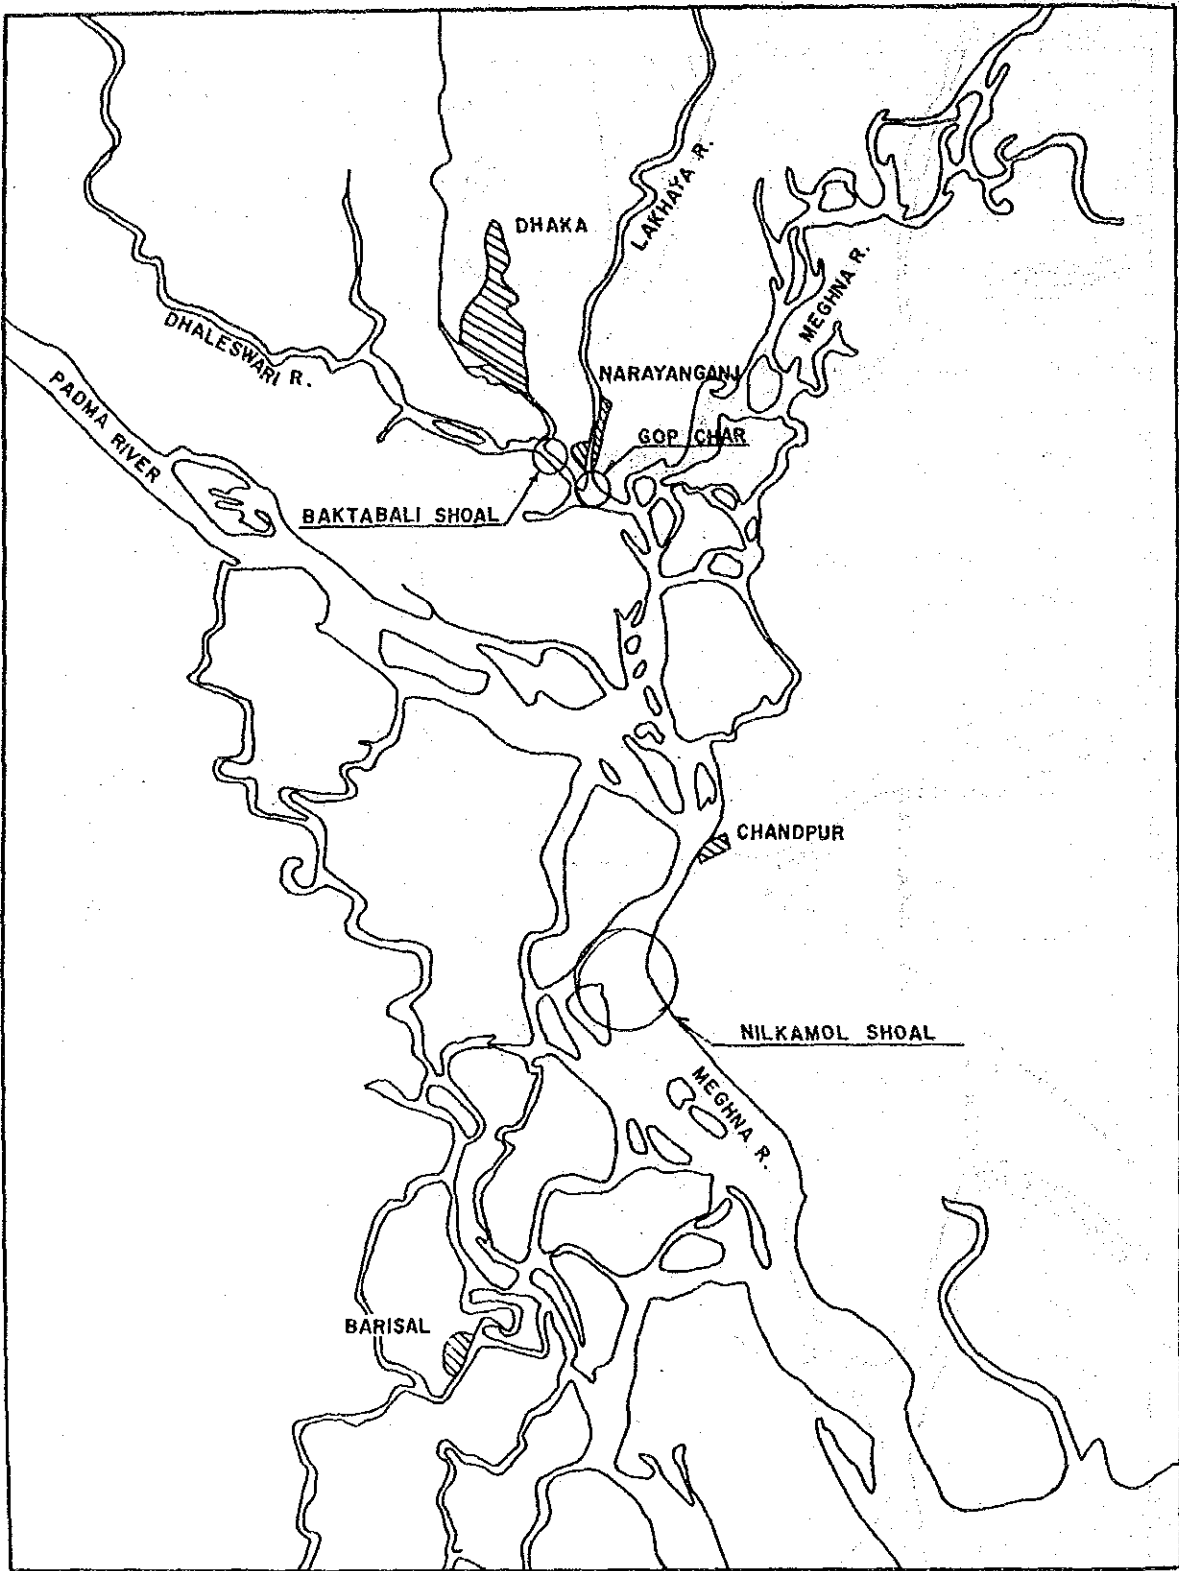 DHAKA
LAKHAYA R.
MEGHNA R.
DHALESWARI R.
PADMA RIVER
NARAYANGANJ
GOP CHAR
BAKTABALI SHOAL
CHANDPUR
NILKAMOL SHOAL
MEGHNA R.
BARISAL